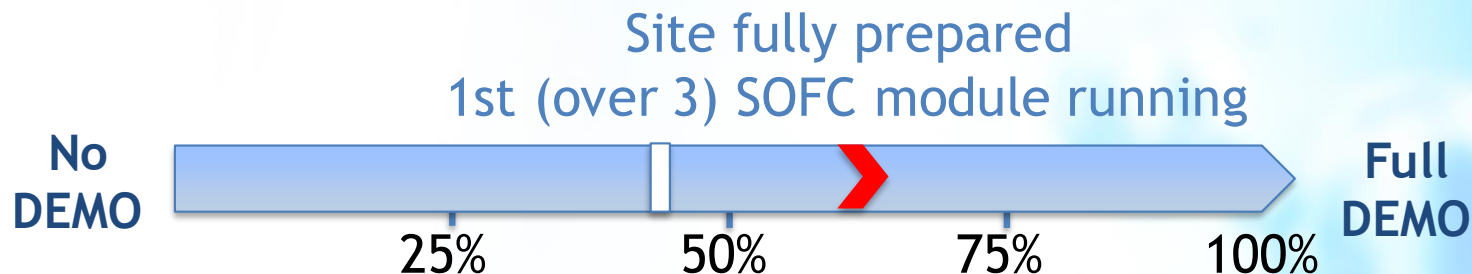 Site fully prepared
1st (over 3) SOFC module running
No
DEMO
Full
DEMO
25%
50%
75%
100%